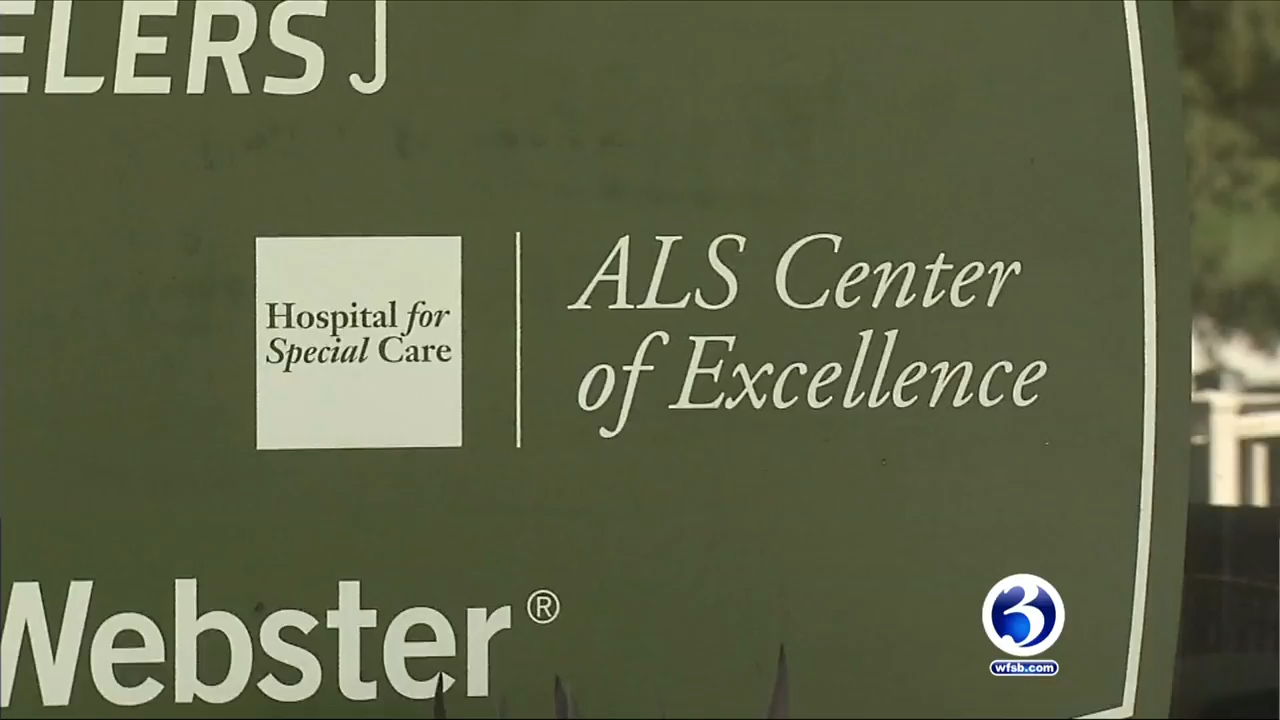 ELERS
Hospital for
Special Care
ALS Center
of Excellence
Webster®
3
wfsb.com